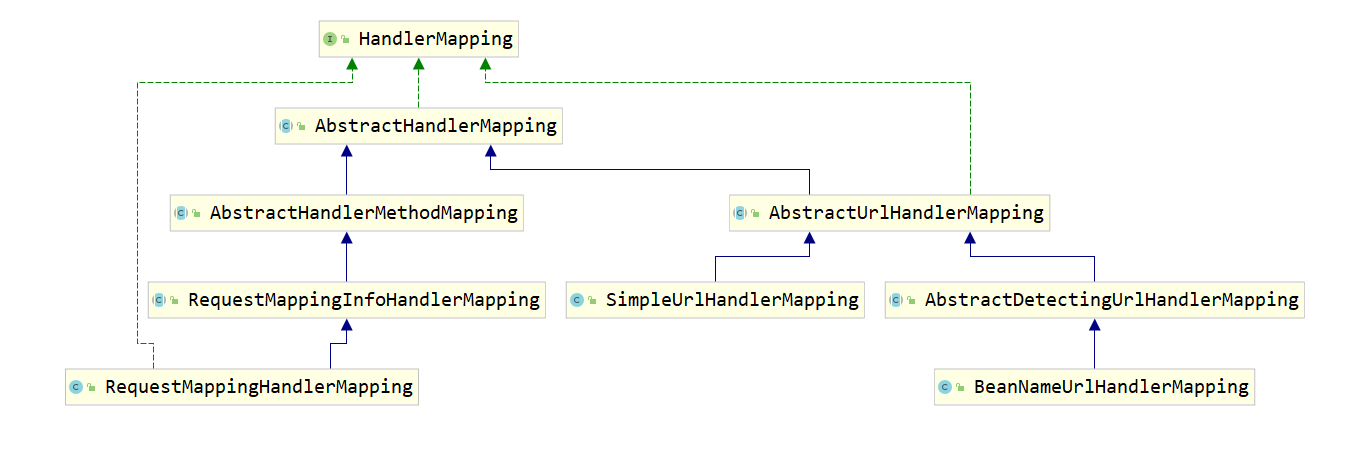 HandlerMapping
AbstractHandlerMapping
AbstractHandlerMethodMapping
AbstractUrlHandlerMapping
RequestMappingInfoHandlerMapping
SimpleUrlHandlerMapping
AbstractDetectingUrlHandlerMapping
RequestMappingHandlerMapping
BeanNameUrlHandlerMapping